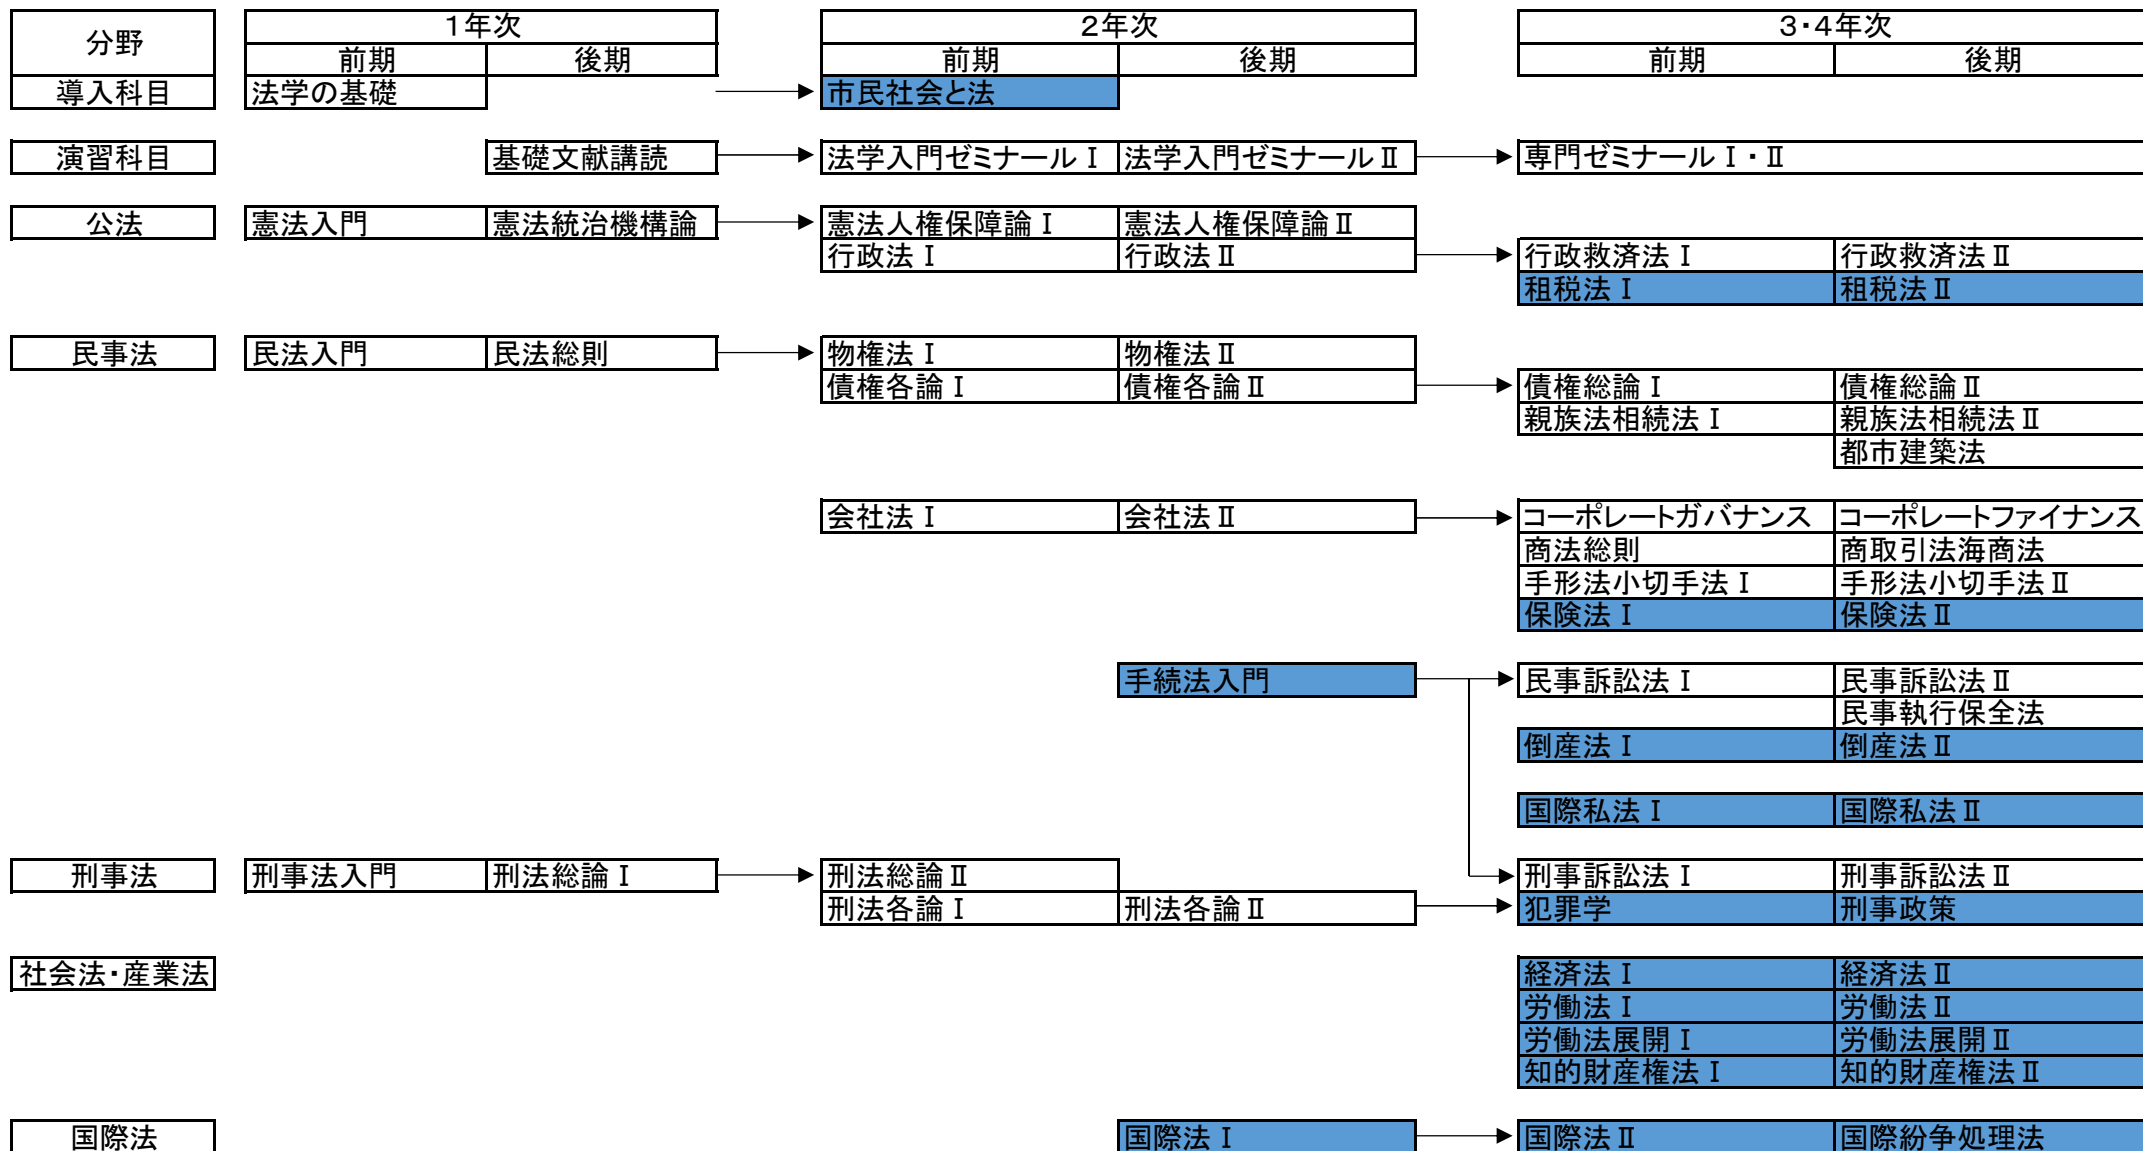 分野 １年次 ２年次 ３・４年次
前期 後期 前期 後期 前期 後期
導入科目 法学の基礎 市民社会と法
演習科目 基礎文献講読 法学入門ゼミナールⅠ 法学入門ゼミナールⅡ 専門ゼミナールⅠ・Ⅱ
公法 憲法入門 憲法統治機構論 憲法人権保障論Ⅰ 憲法人権保障論Ⅱ
行政法Ⅰ 行政法Ⅱ 行政救済法Ⅰ 行政救済法Ⅱ
租税法Ⅰ 租税法Ⅱ
民事法 民法入門 民法総則 物権法Ⅰ 物権法Ⅱ
債権各論Ⅰ 債権各論Ⅱ 債権総論Ⅰ 債権総論Ⅱ
親族法相続法Ⅰ 親族法相続法Ⅱ
都市建築法
会社法Ⅰ 会社法Ⅱ コーポレートガバナンス コーポレートファイナンス
商法総則 商取引法海商法
手形法小切手法Ⅰ 手形法小切手法Ⅱ
保険法Ⅰ 保険法Ⅱ
手続法入門 民事訴訟法Ⅰ 民事訴訟法Ⅱ
民事執行保全法
倒産法Ⅰ 倒産法Ⅱ
国際私法Ⅰ 国際私法Ⅱ
刑事法 刑事法入門 刑法総論Ⅰ 刑法総論Ⅱ 刑事訴訟法Ⅰ 刑事訴訟法Ⅱ
刑法各論Ⅰ 刑法各論Ⅱ 犯罪学 刑事政策
社会法・産業法 経済法Ⅰ 経済法Ⅱ
労働法Ⅰ 労働法Ⅱ
労働法展開Ⅰ 労働法展開Ⅱ
知的財産権法Ⅰ 知的財産権法Ⅱ
国際法 国際法Ⅰ 国際法Ⅱ 国際紛争処理法